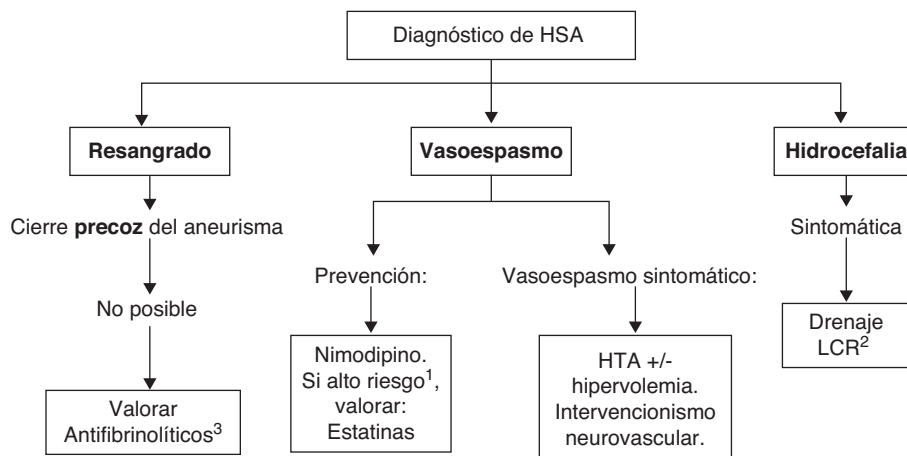 Diagnóstico de HSA
Resangrado
Vasoespasmo
Hidrocefalia
Cierre precoz del aneurisma
Sintomática
Prevención:
Vasoespasmo sintomático:
No posible
Nimodipino.
Si alto riesgo¹,
valorar:
Estatinas
HTA +/-
hipervolemia.
Intervencionismo
neurovascular.
Drenaje
LCR²
Valorar
Antifibrinolíticos³